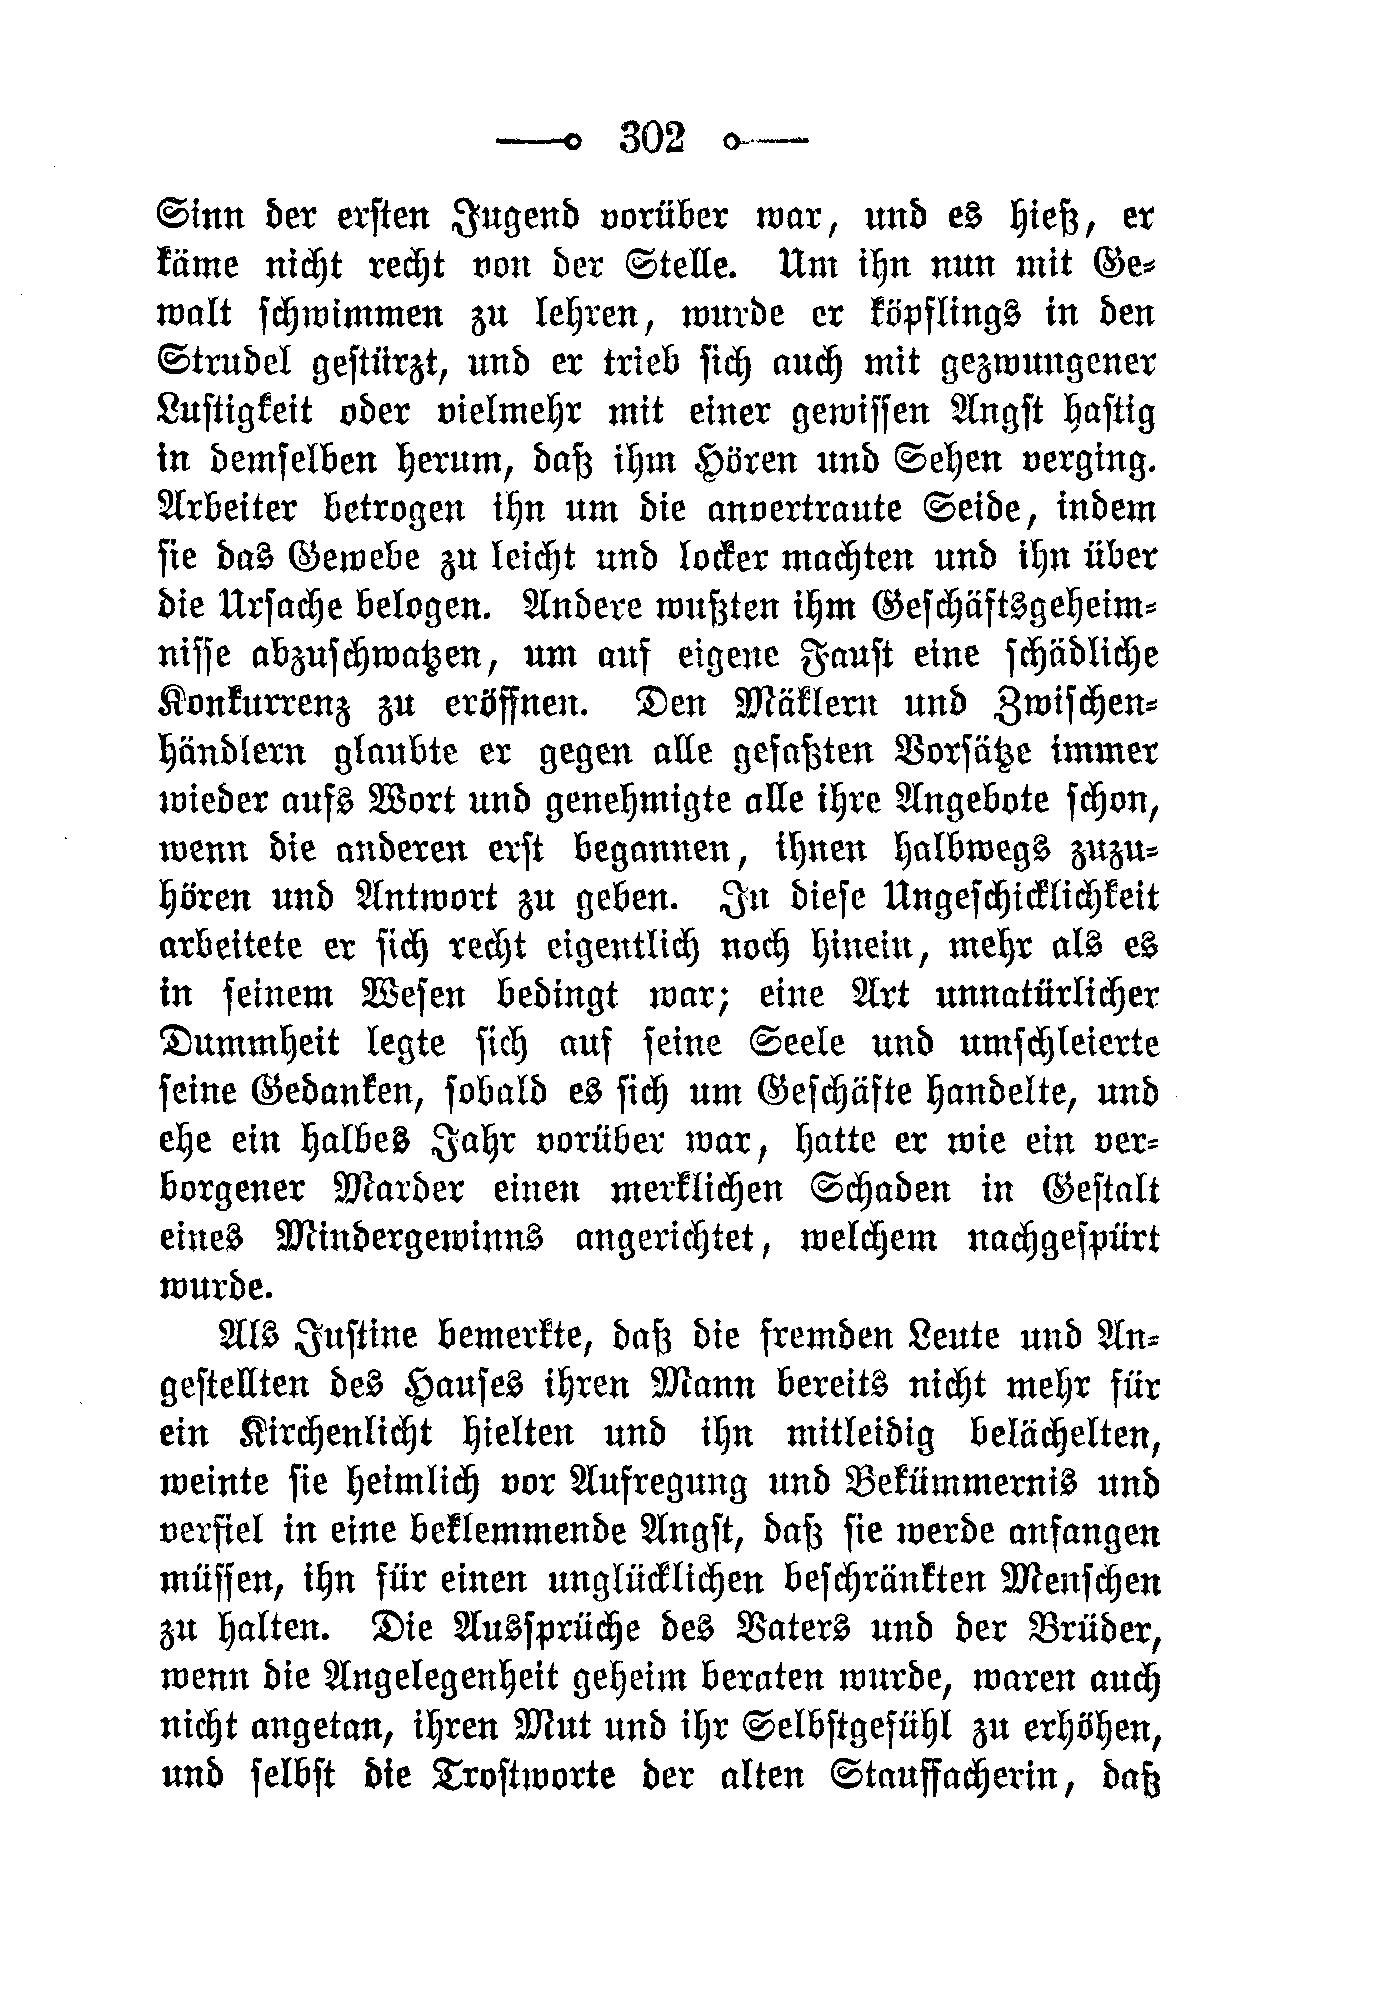 302
Sinn der ersten Jugend vorüber war, und es hieß, er
käme nicht recht von der Stelle. Um ihn nun mit Ge-
walt schwimmen zu lehren, wurde er köpflings in den
Strudel gestürzt, und er trieb sich auch mit gezwungener
Lustigkeit oder vielmehr mit einer gewissen Angst hastig
in demselben herum, daß ihm Hören und Sehen verging.
Arbeiter betrogen ihn um die anvertraute Seide, indem
sie das Gewebe zu leicht und locker machten und ihn über
die Ursache belogen. Andere wußten ihm Geschäftsgeheim-
nisse abzuschwatzen, um auf eigene Faust eine schädliche
Konkurrenz zu eröffnen. Den Mäklern und Zwischen-
händlern glaubte er gegen alle gefaßten Vorsätze immer
wieder aufs Wort und genehmigte alle ihre Angebote schon,
wenn die anderen erst begannen, ihnen halbwegs zuzu-
hören und Antwort zu geben. In diese Ungeschicklichkeit
arbeitete er sich recht eigentlich noch hinein, mehr als es
in seinem Wesen bedingt war; eine Art unnatürlicher
Dummheit legte sich auf seine Seele und umschleierte
seine Gedanken, sobald es sich um Geschäfte handelte, und
ehe ein halbes Jahr vorüber war, hatte er wie ein ver-
borgener Marder einen merklichen Schaden in Gestalt
eines Mindergewinns angerichtet, welchem nachgespürt
wurde.
Als Justine bemerkte, daß die fremden Leute und An-
gestellten des Hauses ihren Mann bereits nicht mehr für
ein Kirchenlicht hielten und ihn mitleidig belächelten,
weinte sie heimlich vor Aufregung und Bekümmernis und
verfiel in eine beklemmende Angst, daß sie werde anfangen
müssen, ihn für einen unglücklichen beschränkten Menschen
zu halten. Die Aussprüche des Vaters und der Brüder,
wenn die Angelegenheit geheim beraten wurde, waren auch
nicht angetan, ihren Mut und ihr Selbstgefühl zu erhöhen,
und selbst die Trostworte der alten Stauffacherin, daß